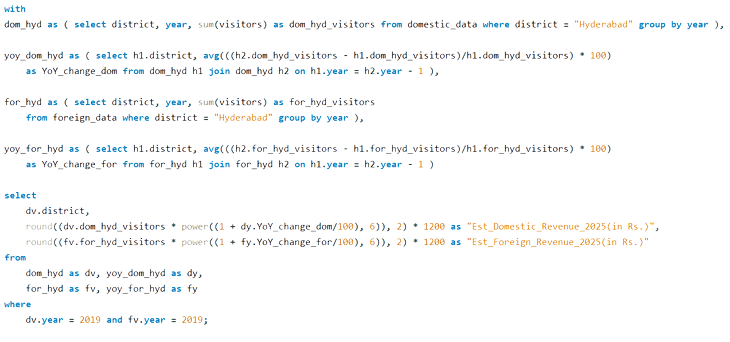 with
dom_hyd as ( select district, year, sum(visitors) as dom_hyd_visitors from domestic_data where district = "Hyderabad" group by year ),
yoy_dom_hyd as ( select h1.district, avg(((h2.dom_hyd_visitors - h1.dom_hyd_visitors)/h1.dom_hyd_visitors) * 100)
as YoY_change_dom from dom_hyd h1 join dom_hyd h2 on h1.year = h2.year - 1 ),
for_hyd as ( select district, year, sum(visitors) as for_hyd_visitors
from foreign_data where district = "Hyderabad" group by year ),
yoy_for_hyd as ( select h1.district, avg(((h2.for_hyd_visitors - h1.for_hyd_visitors)/h1.for_hyd_visitors) * 100)
as YoY_change_for from for_hyd h1 join for_hyd h2 on h1.year = h2.year - 1 )
select
dv.district,
round((dv.dom_hyd_visitors * power((1 + dy.YoY_change_dom/100), 6)), 2) * 1200 as "Est_Domestic_Revenue_2025(in Rs.)",
round((fv.for_hyd_visitors * power((1 + fy.YoY_change_for/100), 6)), 2) * 1200 as "Est_Foreign_Revenue_2025(in Rs.)"
from
dom_hyd as dv, yoy_dom_hyd as dy,
for_hyd as fv, yoy_for_hyd as fy
where
dv.year = 2019 and fv.year = 2019;